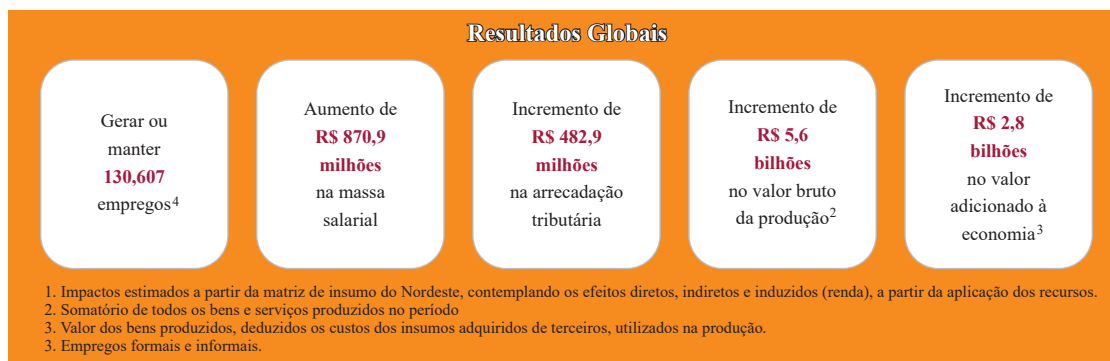 Resultados Globais
Gerar ou
manter
130,607
empregos4
Aumento de
R$ 870,9
milhões
na massa
salarial
Incremento de
R$ 482,9
milhões
na arrecadação
tributária
Incremento de
R$ 5,6
bilhões
no valor bruto
da produção2
Incremento de
R$ 2,8
bilhões
no valor
adicionado à
economia3
1. Impactos estimados a partir da matriz de insumo do Nordeste, contemplando os efeitos diretos, indiretos e induzidos (renda), a partir da aplicação dos recursos.
2. Somatório de todos os bens e serviços produzidos no período
3. Valor dos bens produzidos, deduzidos os custos dos insumos adquiridos de terceiros, utilizados na produção.
3. Empregos formais e informais.